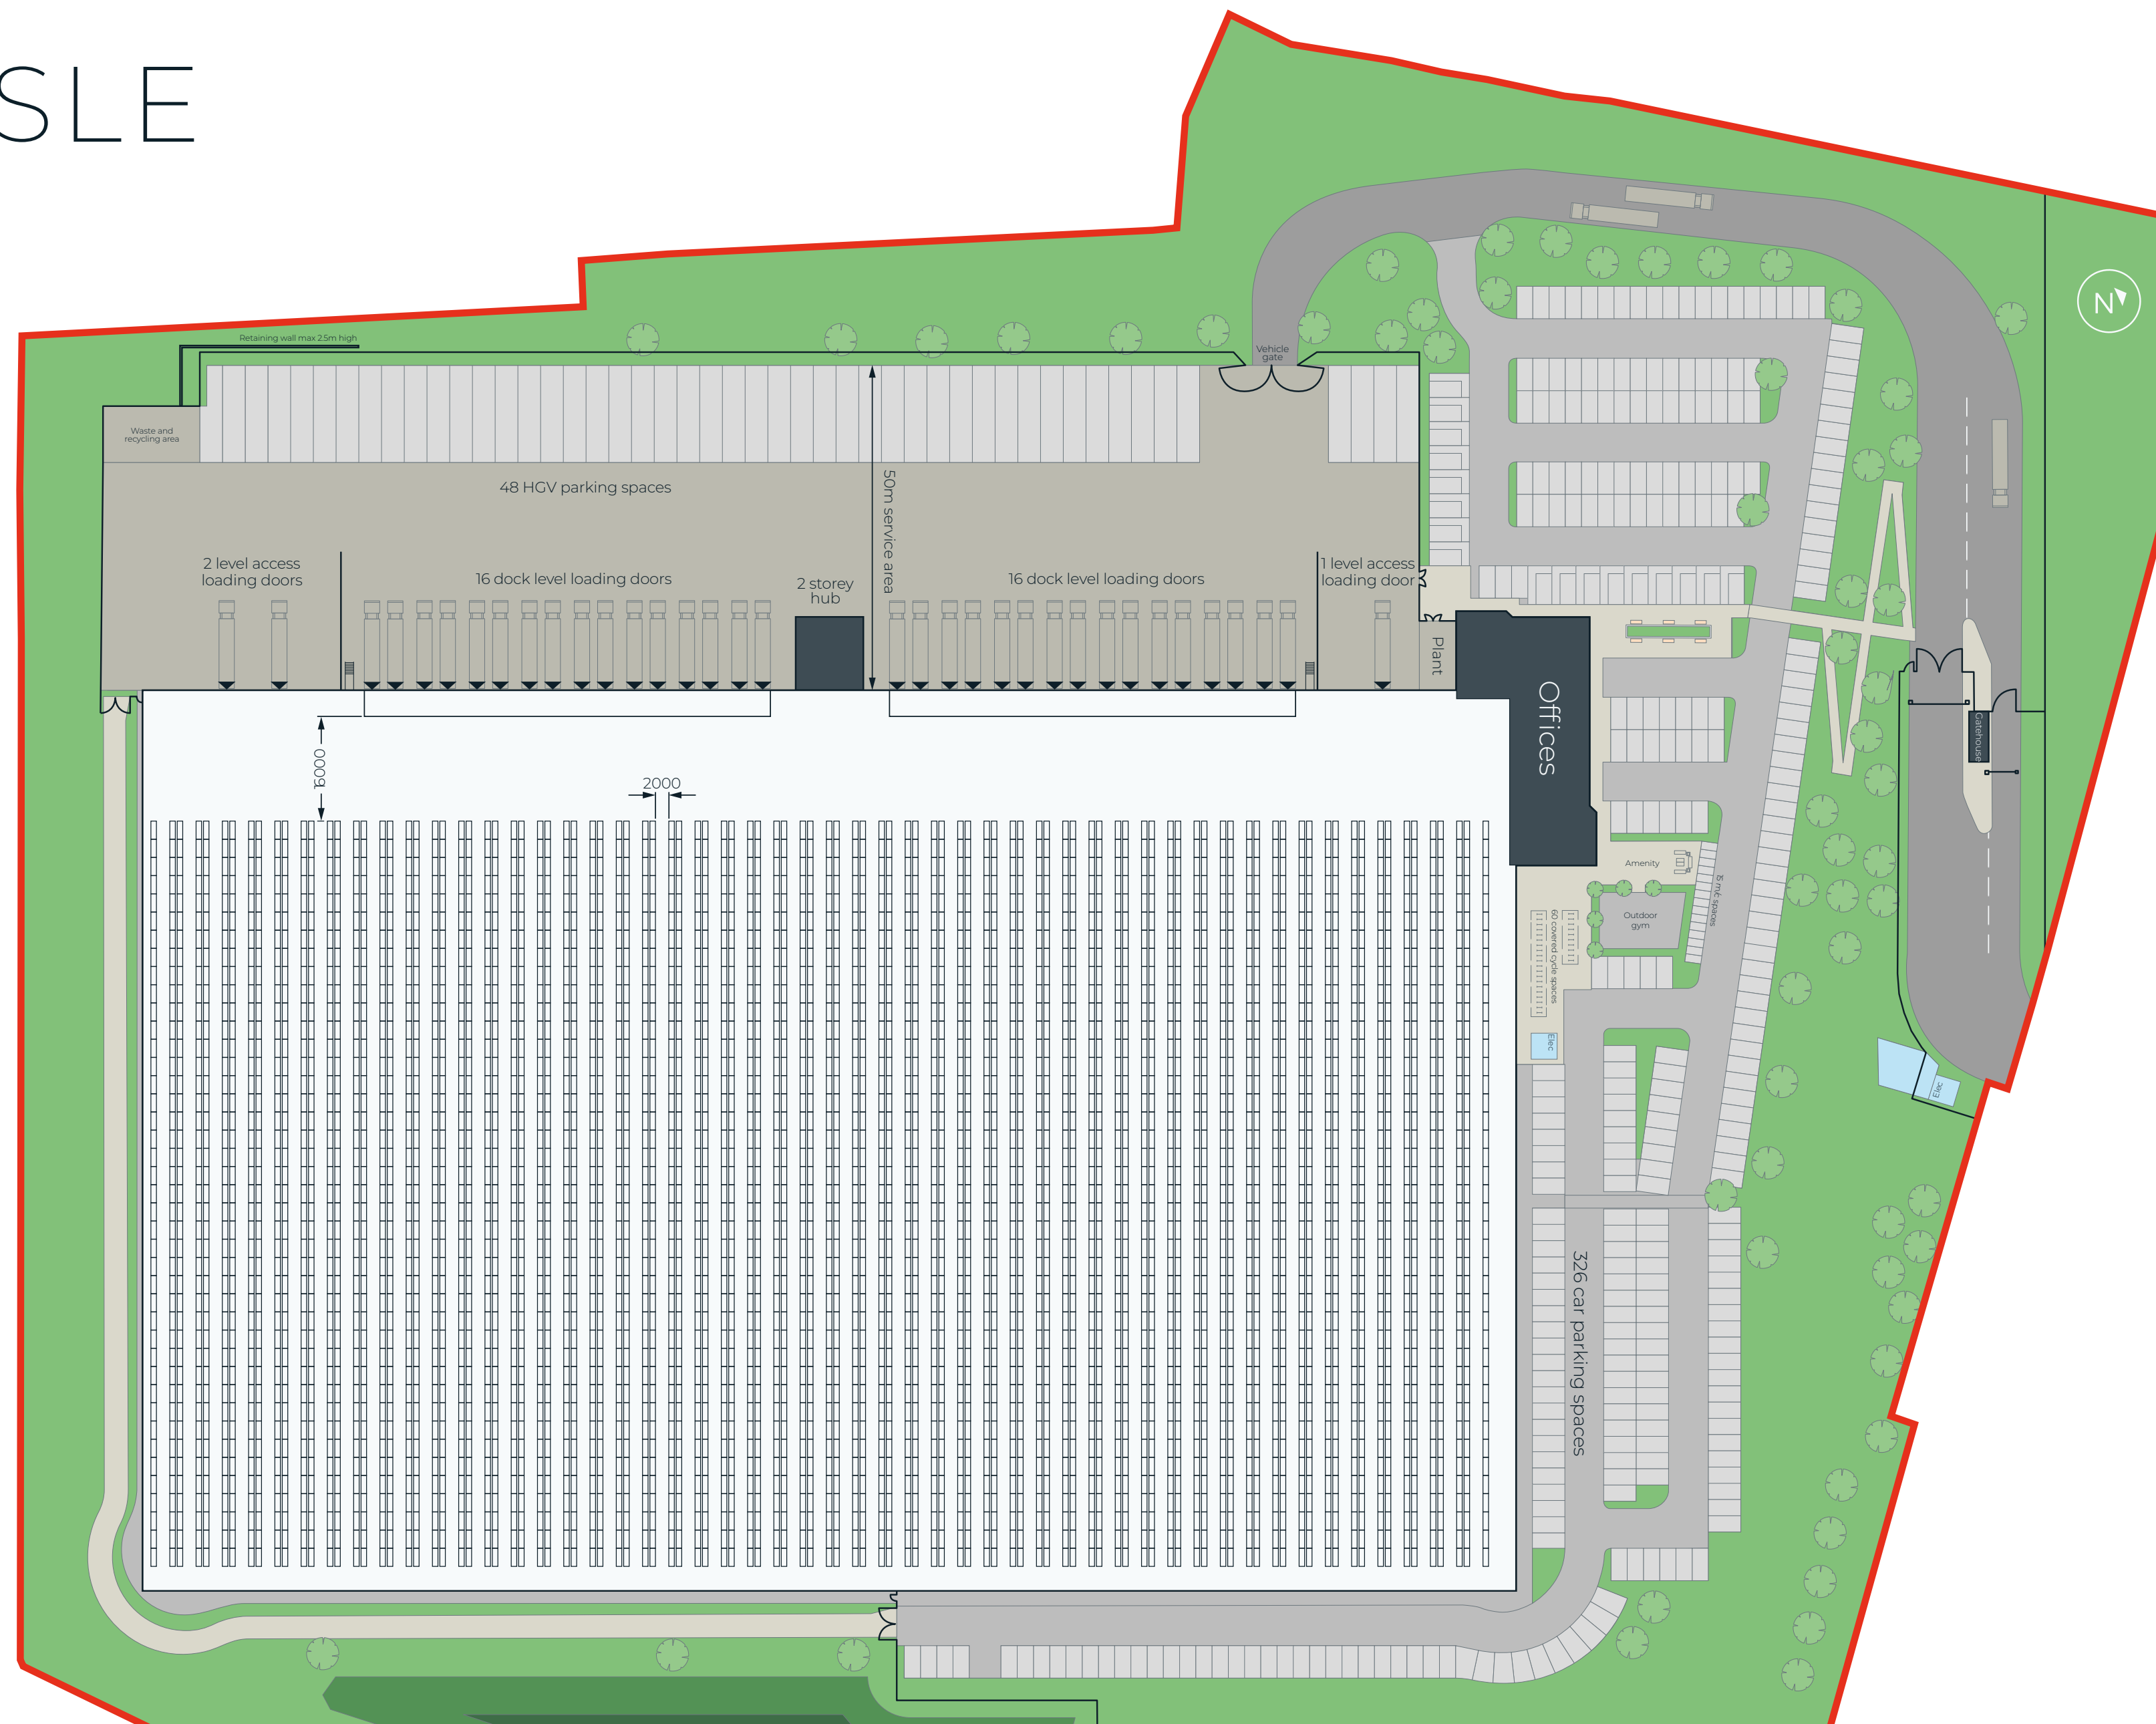 SLE
N
Retaining wall max 2.5m high
Vehicle
gate
Waste and
recycling area
48 HGV parking spaces
50m service area
2 level access
loading doors
16 dock level loading doors
2 storey
hub
16 dock level loading doors
1 level access
loading door
Plant
Offices
Gatehouse
16000
2000
Amenity
15 m/c spaces
Outdoor
gym
60 covered cycle spaces
Elec
Elec
326 car parking spaces